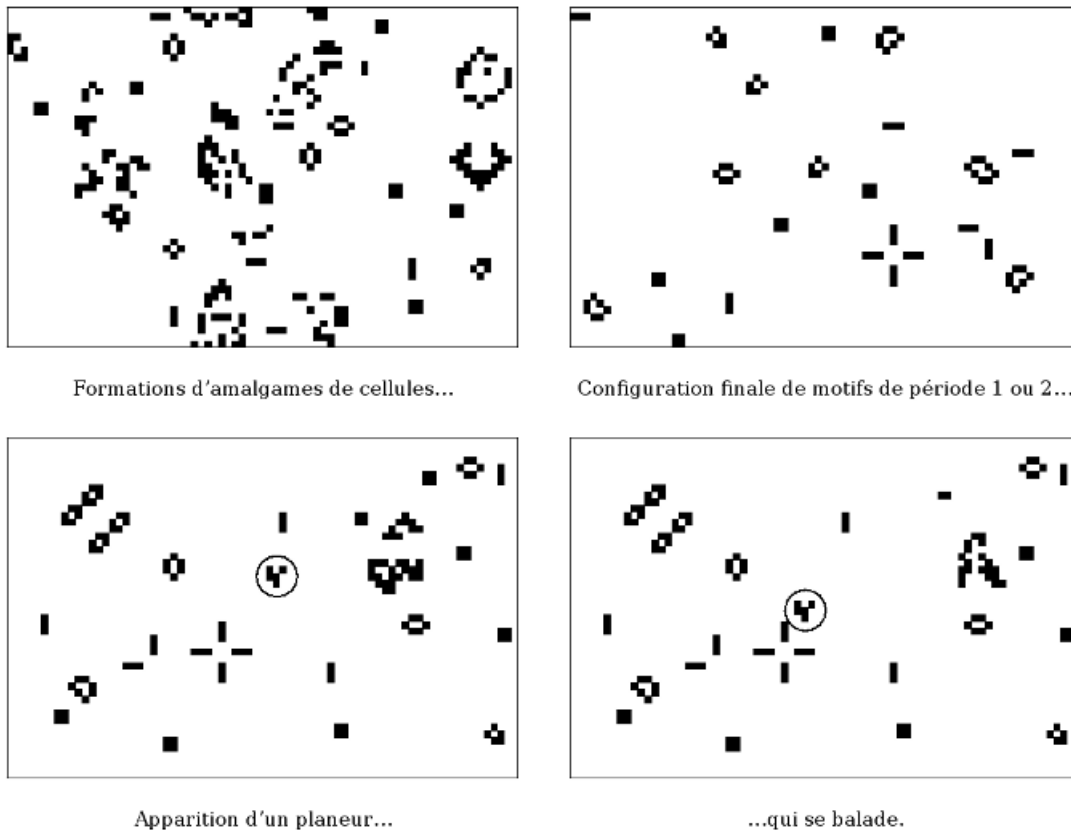 Formations d'amalgames de cellules...
Configuration finale de motifs de période 1 ou 2...
Apparition d'un planeur...
...qui se balade.